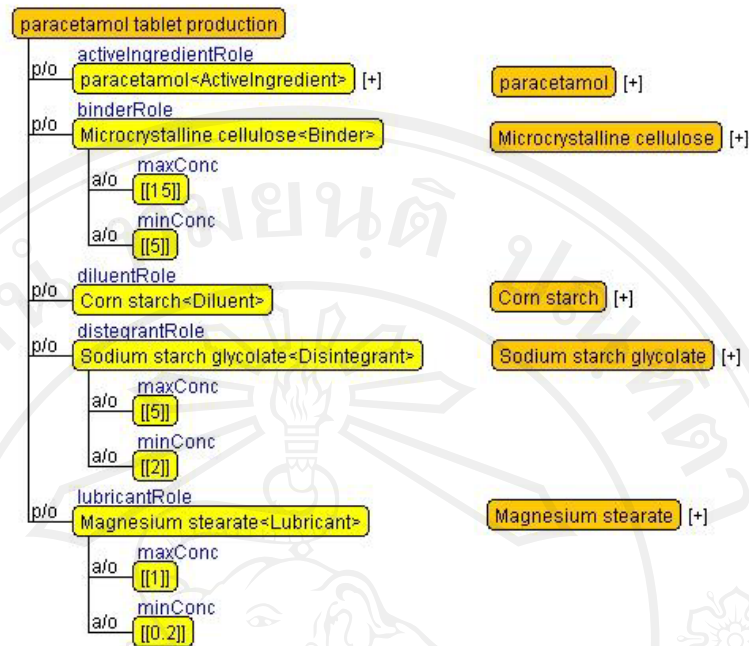 paracetamol tablet production
activeIngredientRole
p/o paracetamol<ActiveIngredient> [+] paracetamol [+]
binderRole
p/o Microcrystalline cellulose<Binder> Microcrystalline cellulose [+]
maxConc
a/o [[15]]
minConc
a/o [[5]]
diluentRole
p/o Corn starch<Diluent> Corn starch [+]
distegrantRole
p/o Sodium starch glycolate<Disintegrant> Sodium starch glycolate [+]
maxConc
a/o [[5]]
minConc
a/o [[2]]
lubricantRole
p/o Magnesium stearate<Lubricant> Magnesium stearate [+]
maxConc
a/o [[1]]
minConc
a/o [[0.2]]